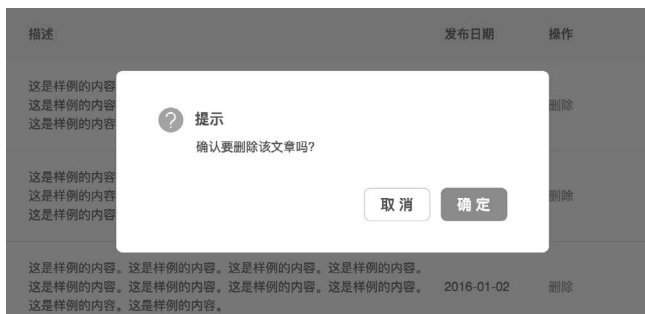 描述 发布日期 操作
这是样例的内容
这是样例的内容
这是样例的内容
删除
提示
确认要删除该文章吗?
取消 确定
这是样例的内容
这是样例的内容
这是样例的内容
删除
这是样例的内容。这是样例的内容。这是样例的内容。这是样例的内容。
这是样例的内容。这是样例的内容。这是样例的内容。这是样例的内容。
这是样例的内容。这是样例的内容。
2016-01-02 删除